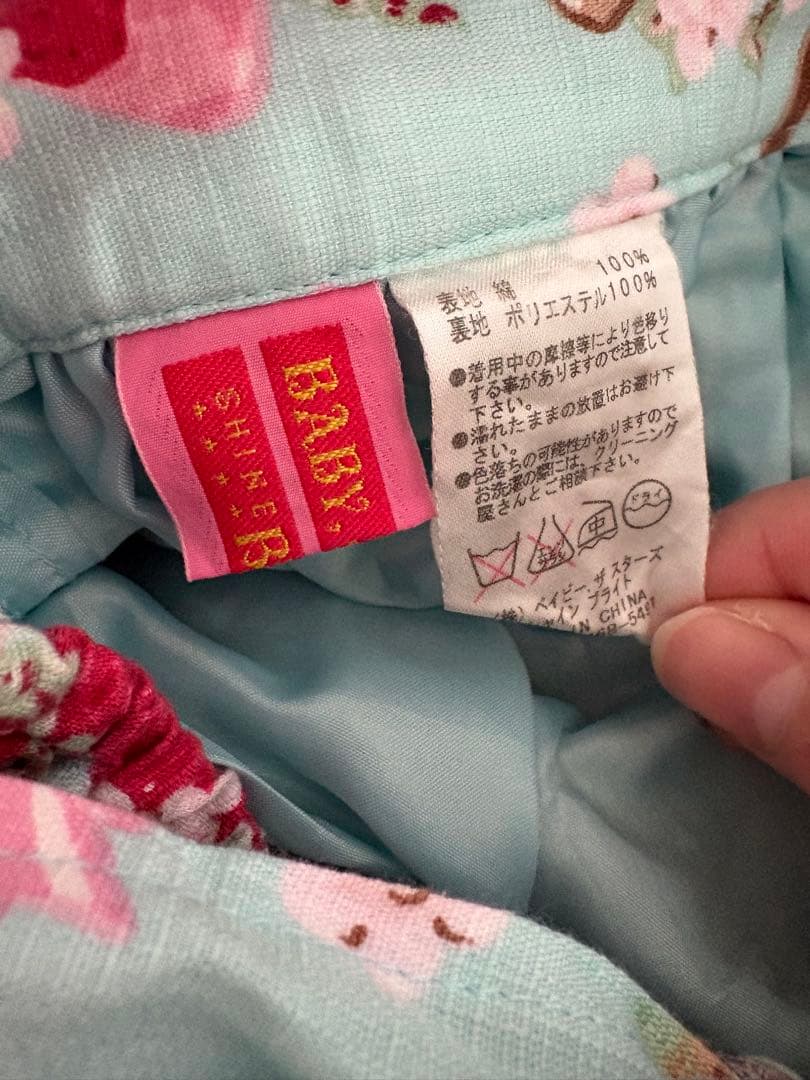 BABY,
SHINE B
表地 綿 100%
裏地 ポリエステル100%
●着用中の摩擦等により色移り
する事がありますので注意して
下さい。
●濡れたままの放置はお避け下
さい。
●色落ちの可能性がありますので
お洗濯の際には、クリーニング
屋さんとご相談下さい。
中 ドライ
(株) ベイビー ザ スターズ
ャイン ブライト
IN CHINA